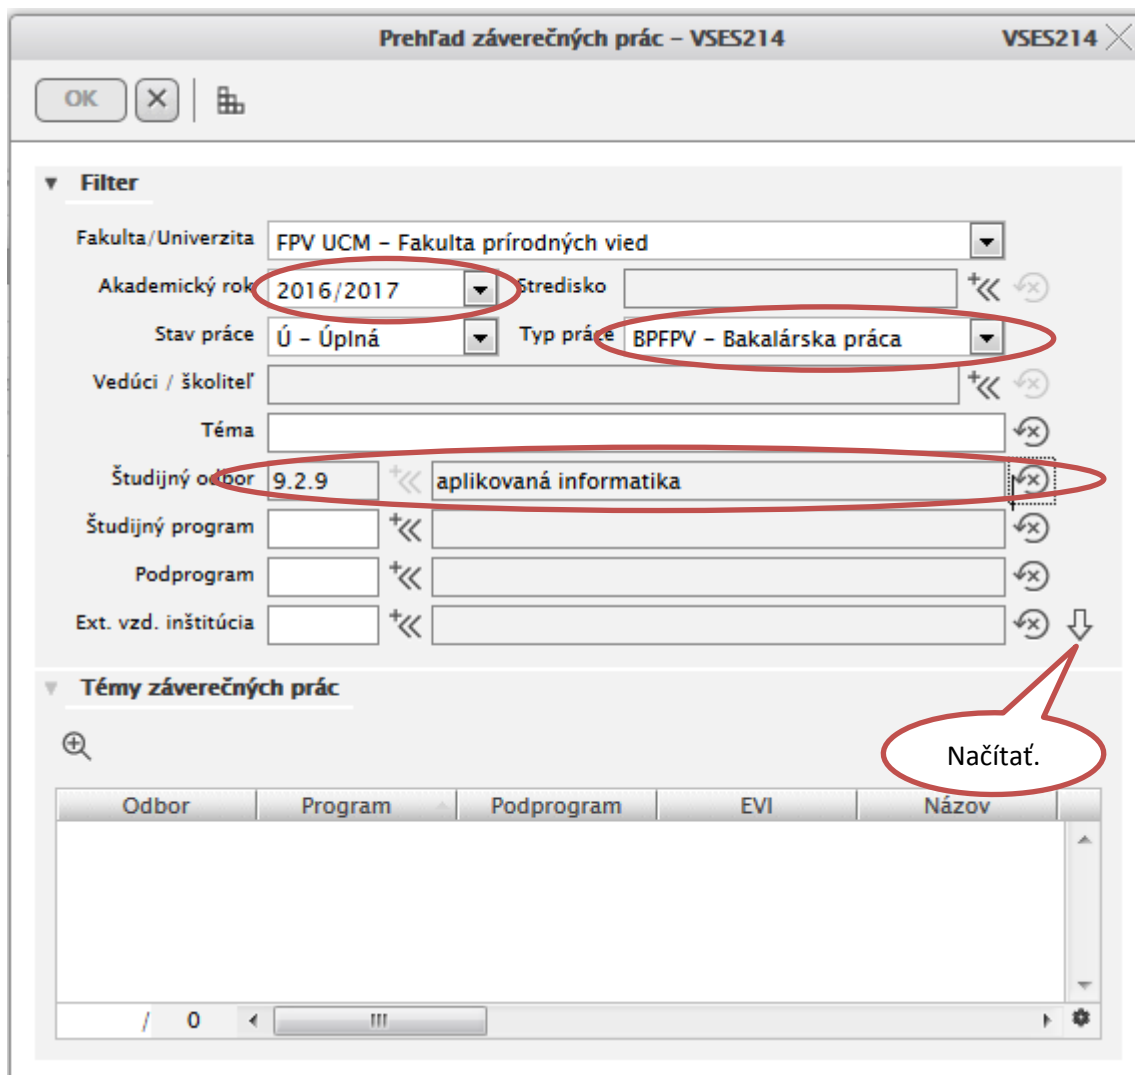 Prehľad záverečných prác – VSES214 VSES214
OK
Filter
Fakulta/Univerzita FPV UCM – Fakulta prírodných vied
Akademický rok 2016/2017 Stredisko
Stav práce Ú – Úplná Typ práce BPFPV – Bakalárska práca
Vedúci / školiteľ
Téma
Študijný odbor 9.2.9 aplikovaná informatika
Študijný program
Podprogram
Ext. vzd. inštitúcia
Témy záverečných prác
Načítať.
Odbor Program Podprogram EVI Názov
/ 0